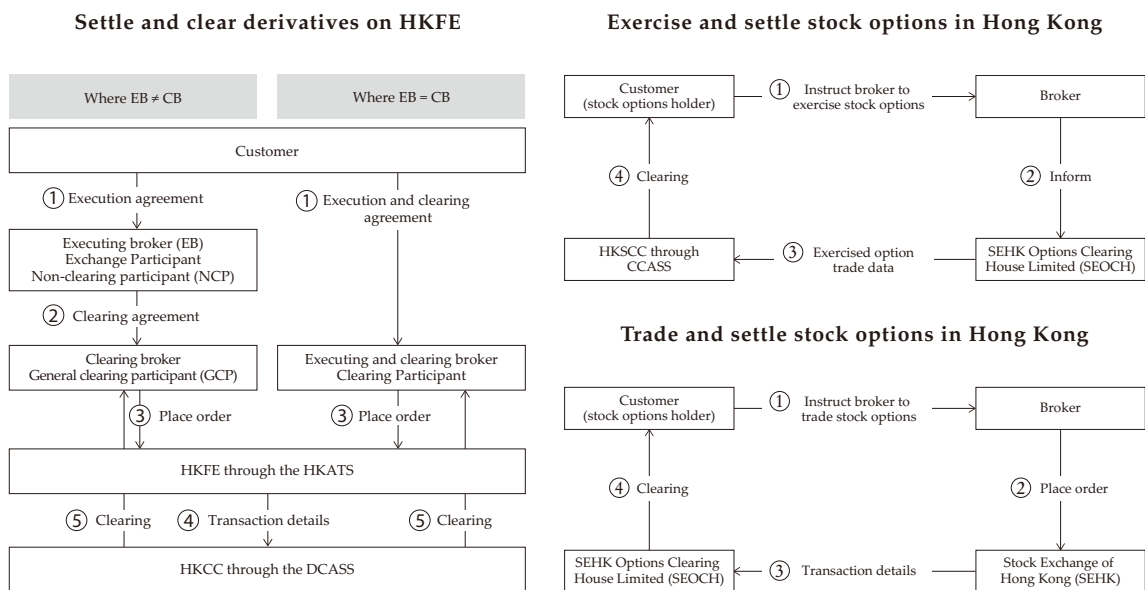 Settle and clear derivatives on HKFE
Where EB ≠ CB
Where EB = CB
Customer
① Execution agreement
① Execution and clearing
agreement
Executing broker (EB)
Exchange Participant
Non-clearing participant (NCP)
② Clearing agreement
Clearing broker
General clearing participant (GCP)
Executing and clearing broker
Clearing Participant
③ Place order
③ Place order
HKFE through the HKATS
⑤ Clearing
④ Transaction details
⑤ Clearing
HKCC through the DCASS
Exercise and settle stock options in Hong Kong
Customer
(stock options holder)
① Instruct broker to
exercise stock options
Broker
④ Clearing
② Inform
HKSCC through
CCASS
③ Exercised option
trade data
SEHK Options Clearing
House Limited (SEOCH)
Trade and settle stock options in Hong Kong
Customer
(stock options holder)
① Instruct broker to
trade stock options
Broker
④ Clearing
② Place order
SEHK Options Clearing
House Limited (SEOCH)
③ Transaction details
Stock Exchange of
Hong Kong (SEHK)